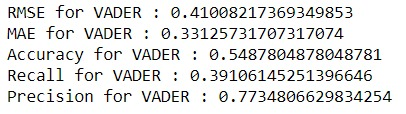 RMSE for VADER : 0.41008217369349853
MAE for VADER : 0.33125731707317074
Accuracy for VADER : 0.5487804878048781
Recall for VADER : 0.39106145251396646
Precision for VADER : 0.7734806629834254